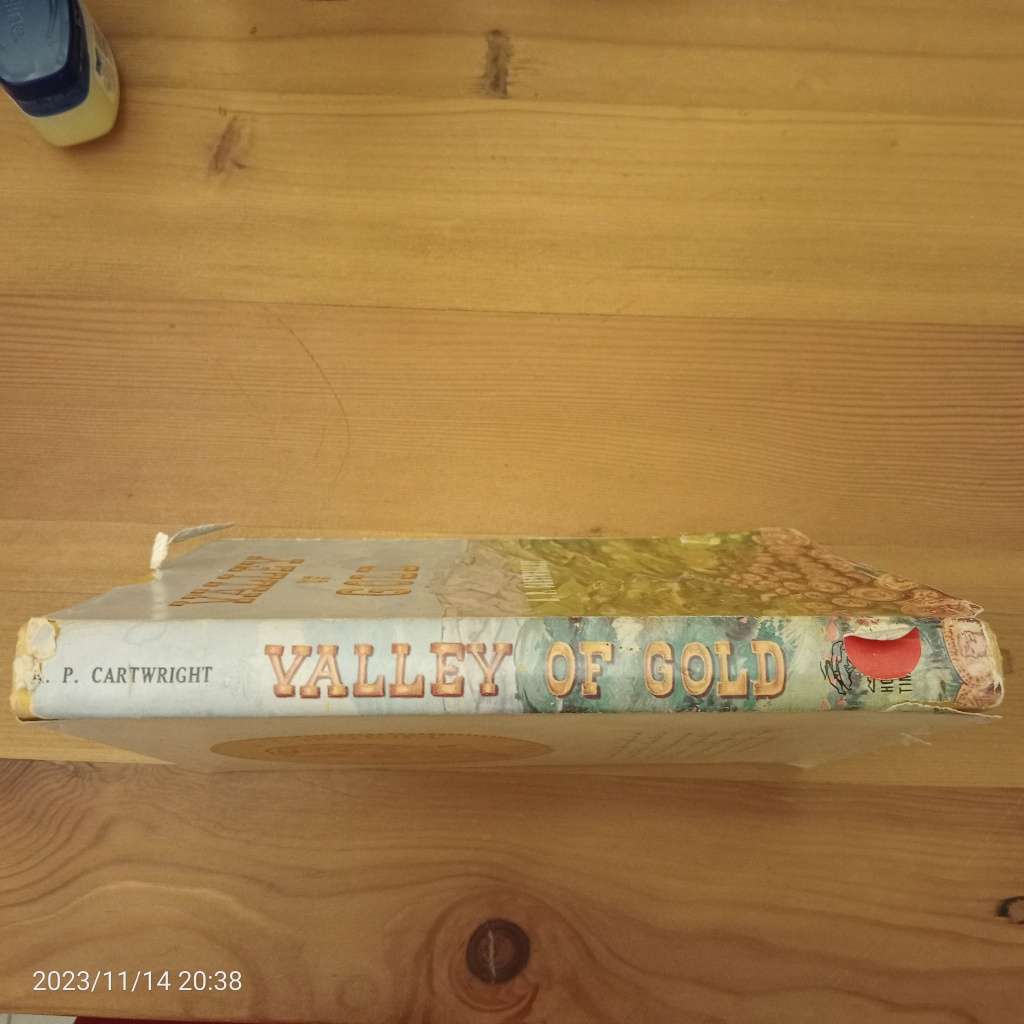 VALLEY
OF
GOLD
A. P. CARTWRIGHT
VALLEY OF GOLD
2023/11/14 20:38